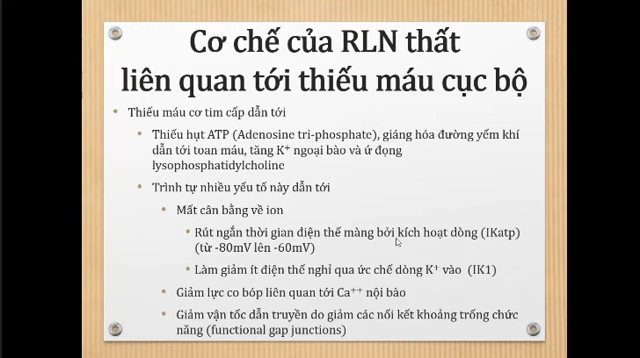 Cơ chế của RLN thất
liên quan tới thiếu máu cục bộ
Thiếu máu cơ tim cấp dẫn tới
Thiếu hụt ATP (Adenosine tri-phosphate), giáng hóa đường yếm khí
dẫn tới toan máu, tăng K⁺ ngoại bào và ứ đọng
lysophosphatidylcholine
Trình tự nhiều yếu tố này dẫn tới
Mất cân bằng về ion
Rút ngắn thời gian điện thế màng bởi kích hoạt dòng (IKatp)
(từ -80mV lên -60mV)
Làm giảm ít điện thế nghỉ qua ức chế dòng K⁺ vào (IK1)
Giảm lực co bóp liên quan tới Ca⁺⁺ nội bào
Giảm vận tốc dẫn truyền do giảm các nối kết khoảng trống chức
năng (functional gap junctions)